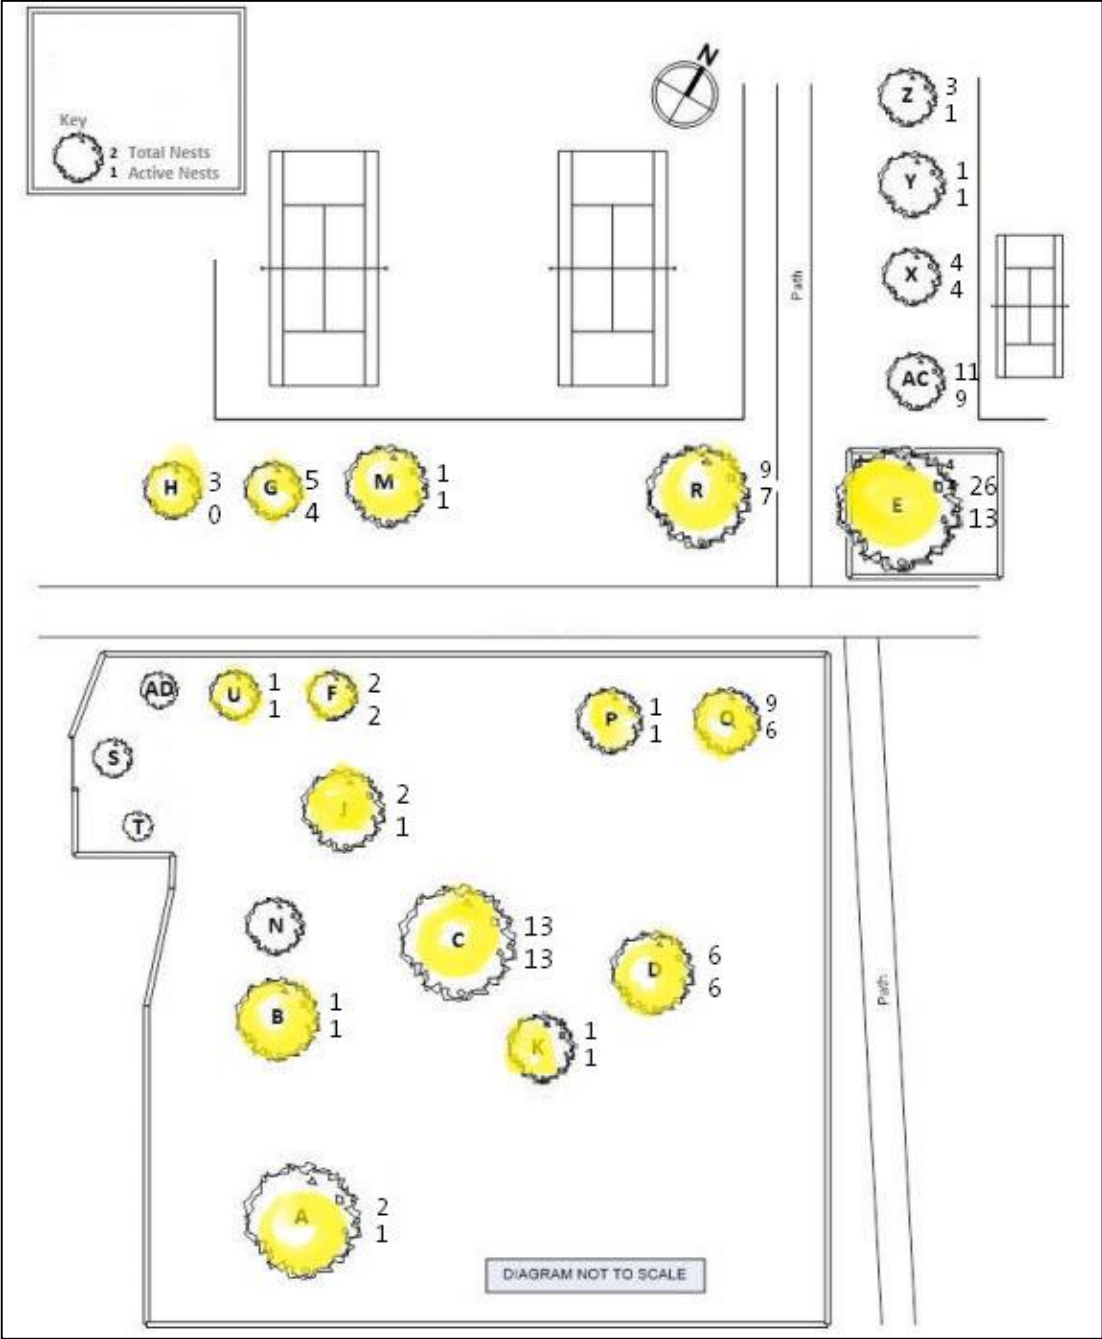 N
Key
2 Total Nests
1 Active Nests
Z 3
1
Y 1
1
X 4
4
Path
AC 11
9
H 3
0
G 5
4
M 1
1
R 9
7
E 26
13
AD
U 1
1
F 2
2
P 1
1
Q 9
6
S
T
J 2
1
N
C 13
13
D 6
6
B 1
1
K 1
1
Path
A 2
1
DIAGRAM NOT TO SCALE